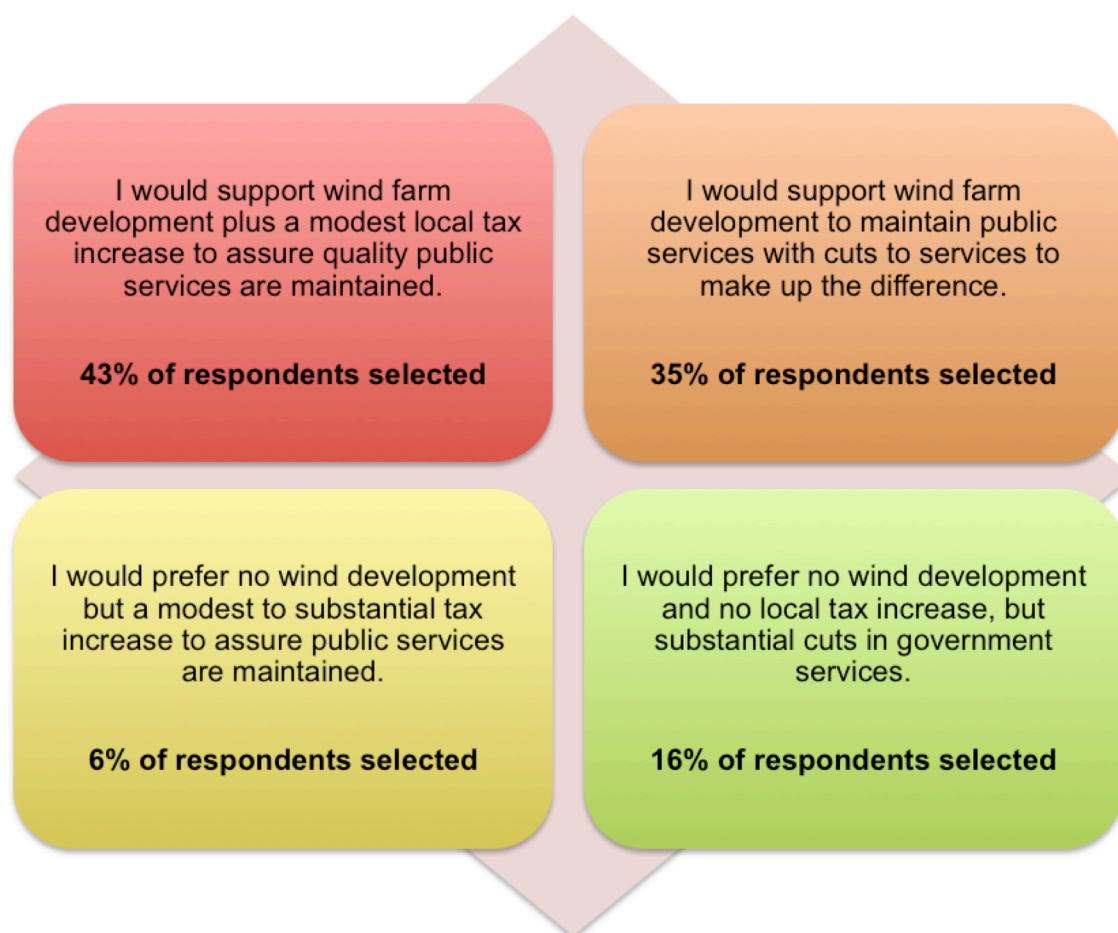 I would support wind farm
development plus a modest local tax
increase to assure quality public
services are maintained.
43% of respondents selected
I would support wind farm
development to maintain public
services with cuts to services to
make up the difference.
35% of respondents selected
I would prefer no wind development
but a modest to substantial tax
increase to assure public services
are maintained.
6% of respondents selected
I would prefer no wind development
and no local tax increase, but
substantial cuts in government
services.
16% of respondents selected